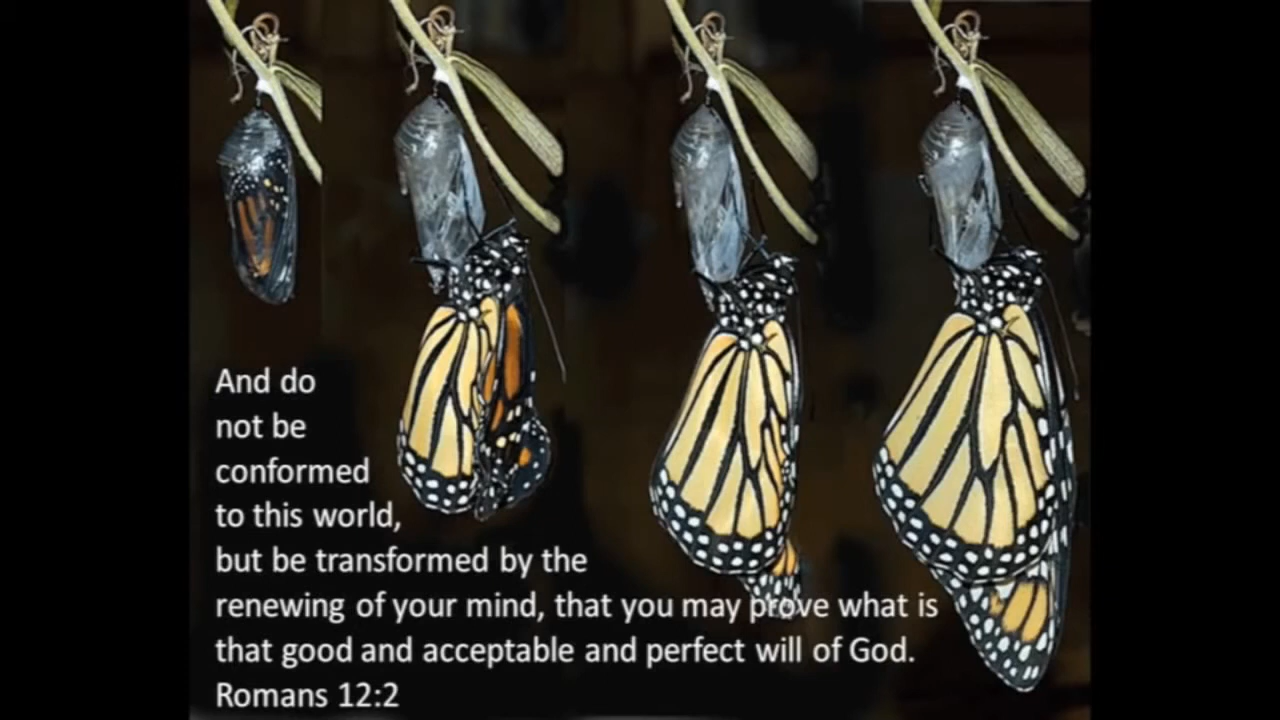 And do
not be
conformed
to this world,
but be transformed by the
renewing of your mind, that you may prove what is
that good and acceptable and perfect will of God.
Romans 12:2